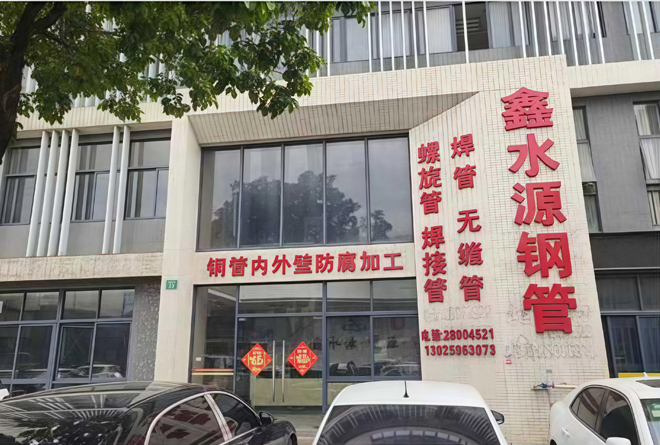 鑫水源钢管
焊管 无缝管
螺旋管 焊接管
钢管内外壁防腐加工
电话:28004521
13025963073